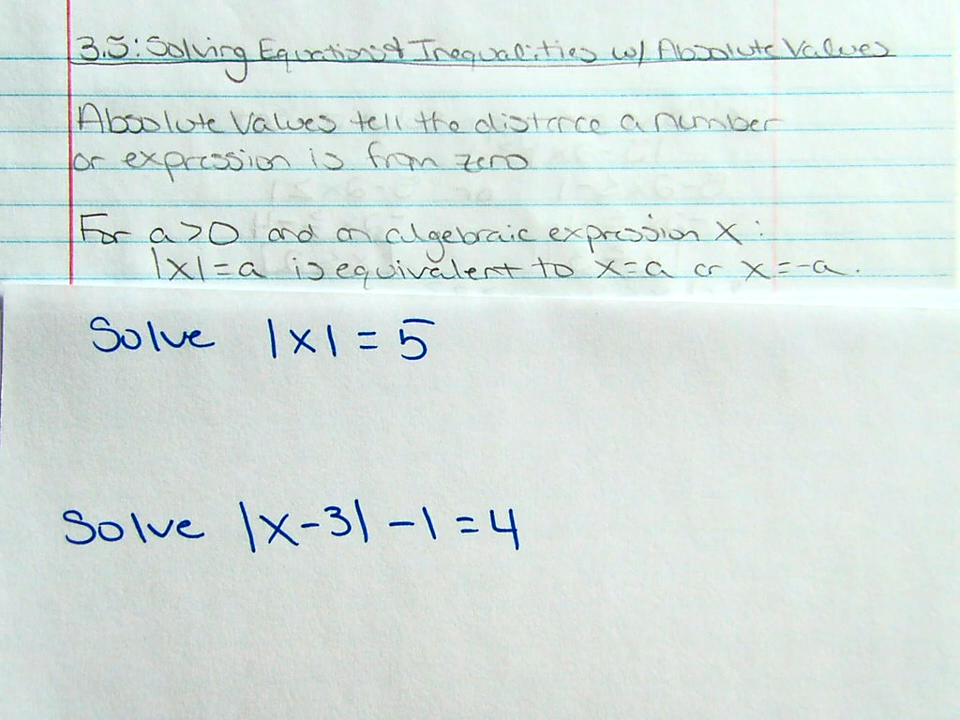 3.5: Solving Equations & Inequalities w/ Absolute Values
Absolute Values tell the distance a number
or expression is from zero
For a>0 and an algebraic expression X:
|x|=a is equivalent to x=a or x=-a.
Solve |x| = 5
Solve |x-3|-1=4